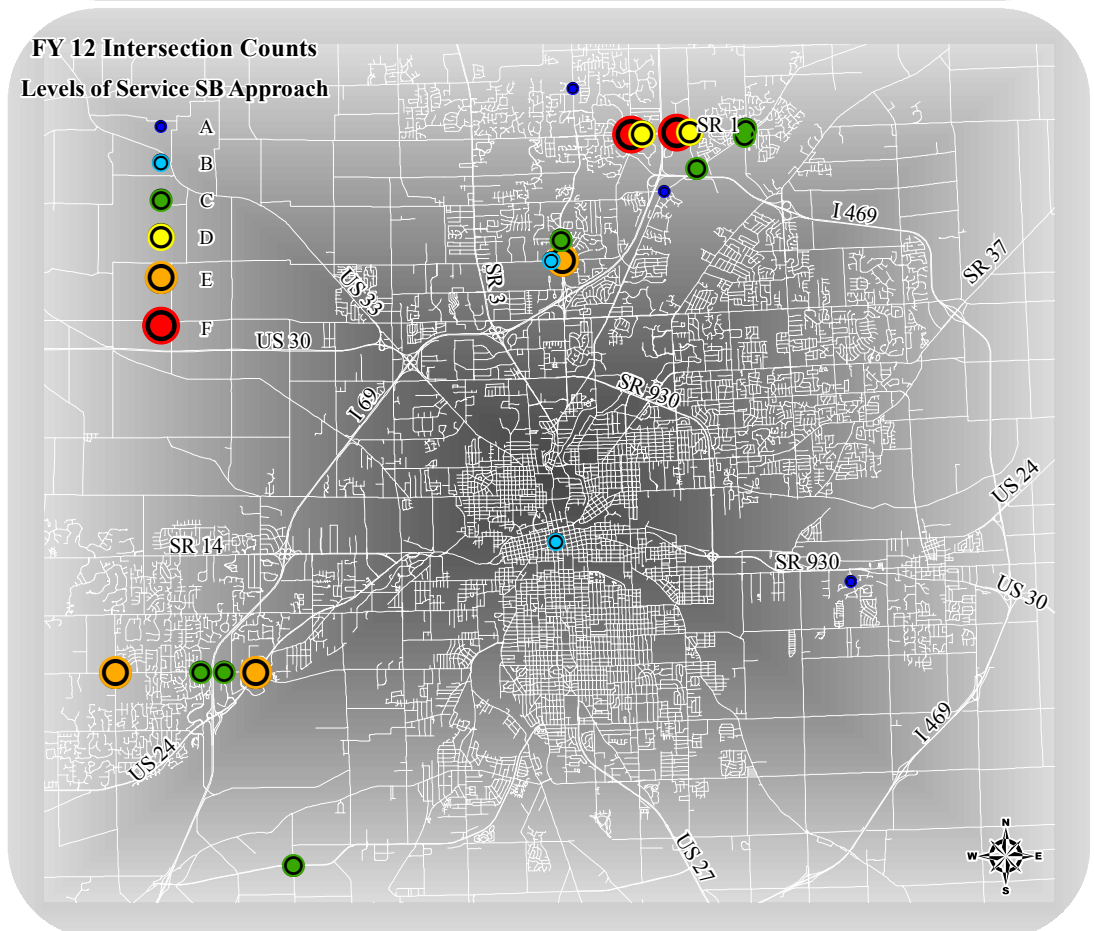 FY 12 Intersection Counts
Levels of Service SB Approach
A
B
C
D
E
F
SR 1
I 469
SR 37
US 33
SR 3
US 30
I 69
SR 930
US 24
SR 14
SR 930
US 30
US 24
I 469
US 27
N
W
E
S